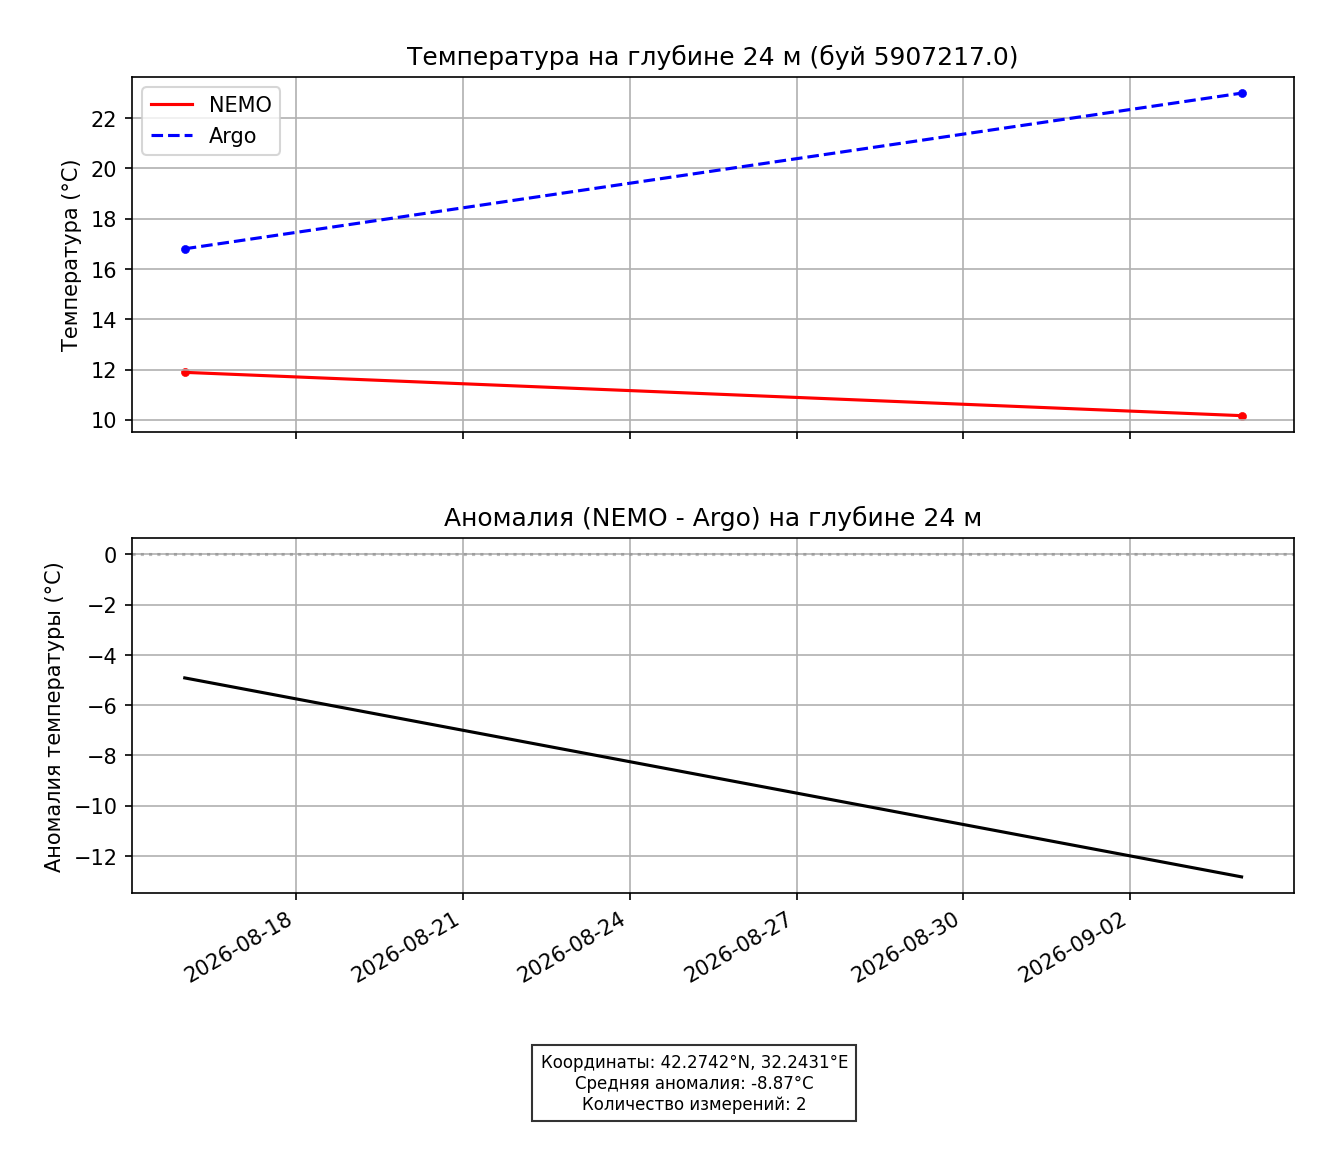 Температура на глубине 24 м (буй 5907217.0)
NEMO
Argo
Температура (°C)
22
20
18
16
14
12
10
Аномалия (NEMO - Argo) на глубине 24 м
Аномалия температуры (°C)
0
−2
−4
−6
−8
−10
−12
2026-08-18
2026-08-21
2026-08-24
2026-08-27
2026-08-30
2026-09-02
Координаты: 42.2742°N, 32.2431°E
Средняя аномалия: -8.87°C
Количество измерений: 2